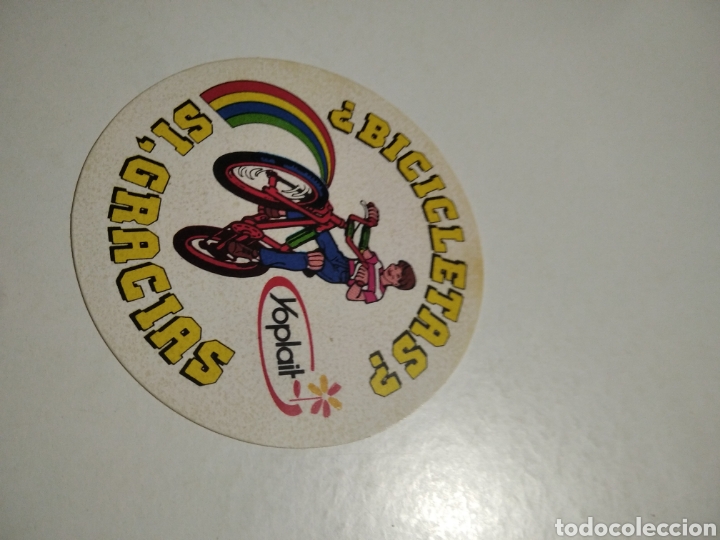 ¿BICICLETAS?
SI, GRACIAS
Yoplait
todocoleccion